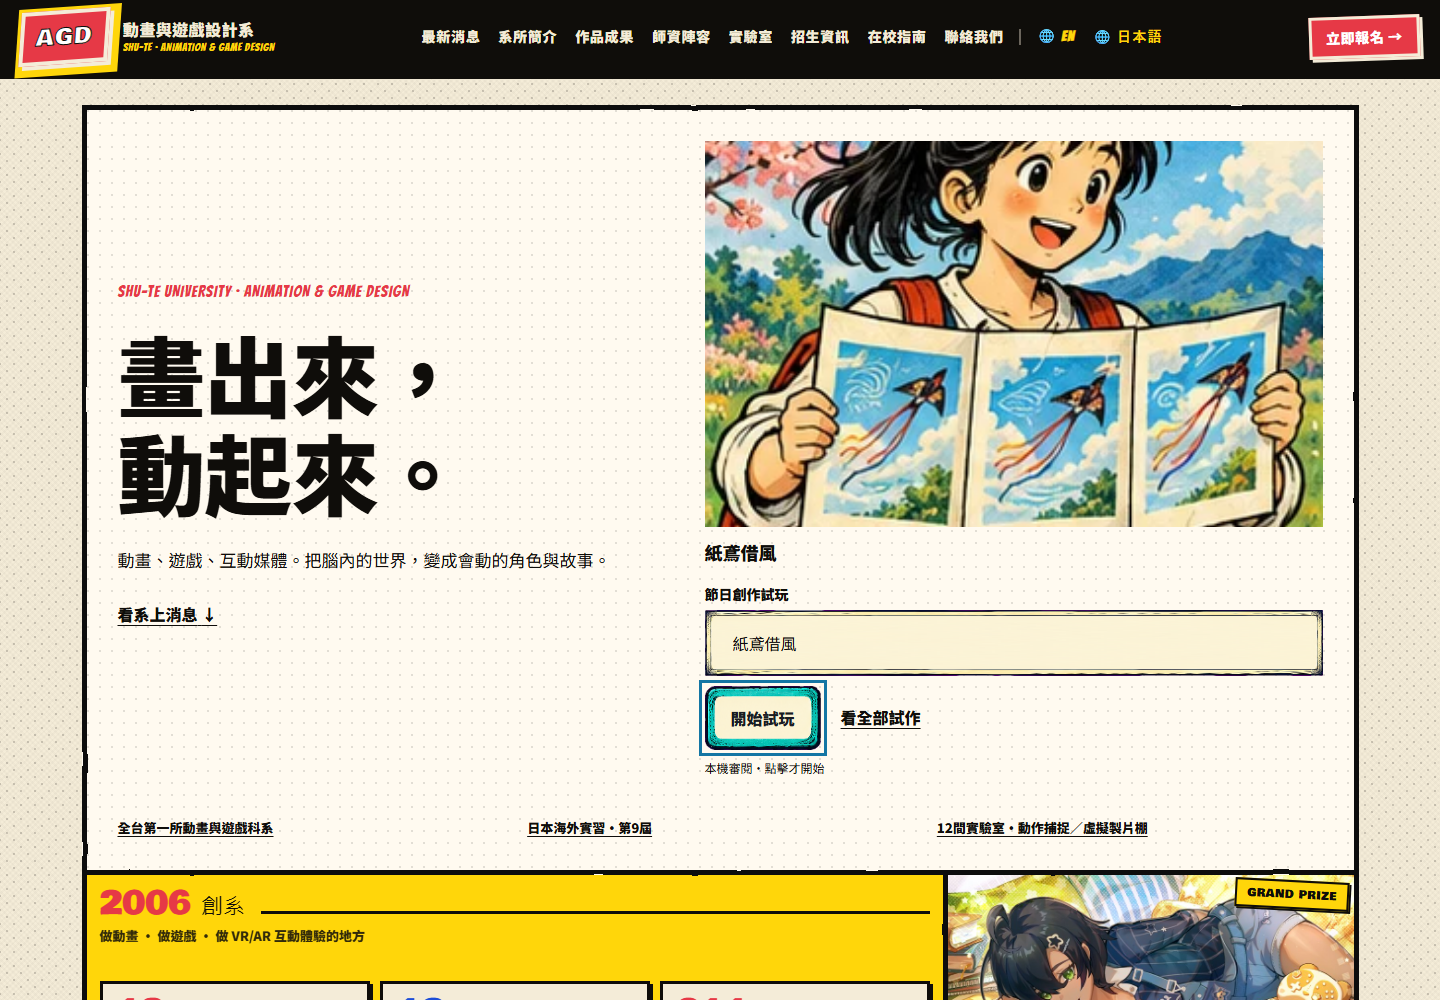 AGD
動畫與遊戲設計系
SHU-TE · ANIMATION & GAME DESIGN
最新消息 系所簡介 作品成果 師資陣容 實驗室 招生資訊 在校指南 聯絡我們 | EN 日本語
立即報名 →
SHU-TE UNIVERSITY · ANIMATION & GAME DESIGN
畫出來，
動起來。
動畫、遊戲、互動媒體。把腦內的世界，變成會動的角色與故事。
看系上消息 ↓
紙鳶借風
節日創作試玩
紙鳶借風
開始試玩
看全部試作
本機審閱・點擊才開始
全台第一所動畫與遊戲科系
日本海外實習・第9屆
12間實驗室・動作捕捉／虛擬製片棚
2006 創系
做動畫 ・ 做遊戲 ・ 做 VR/AR 互動體驗的地方
GRAND PRIZE